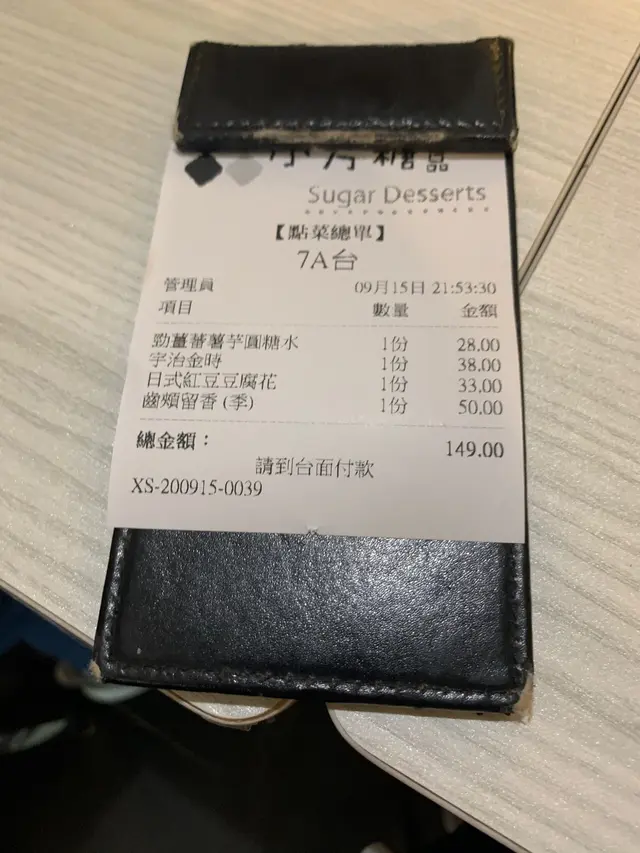 糖品
Sugar Desserts
【點菜總單】
7A台
管理員 09月15日 21:53:30
項目 數量 金額
勁薑蕃薯芋圓糖水 1份 28.00
宇治金時 1份 38.00
日式紅豆豆腐花 1份 33.00
齒頰留香(季) 1份 50.00
總金額： 149.00
請到台面付款
XS-200915-0039